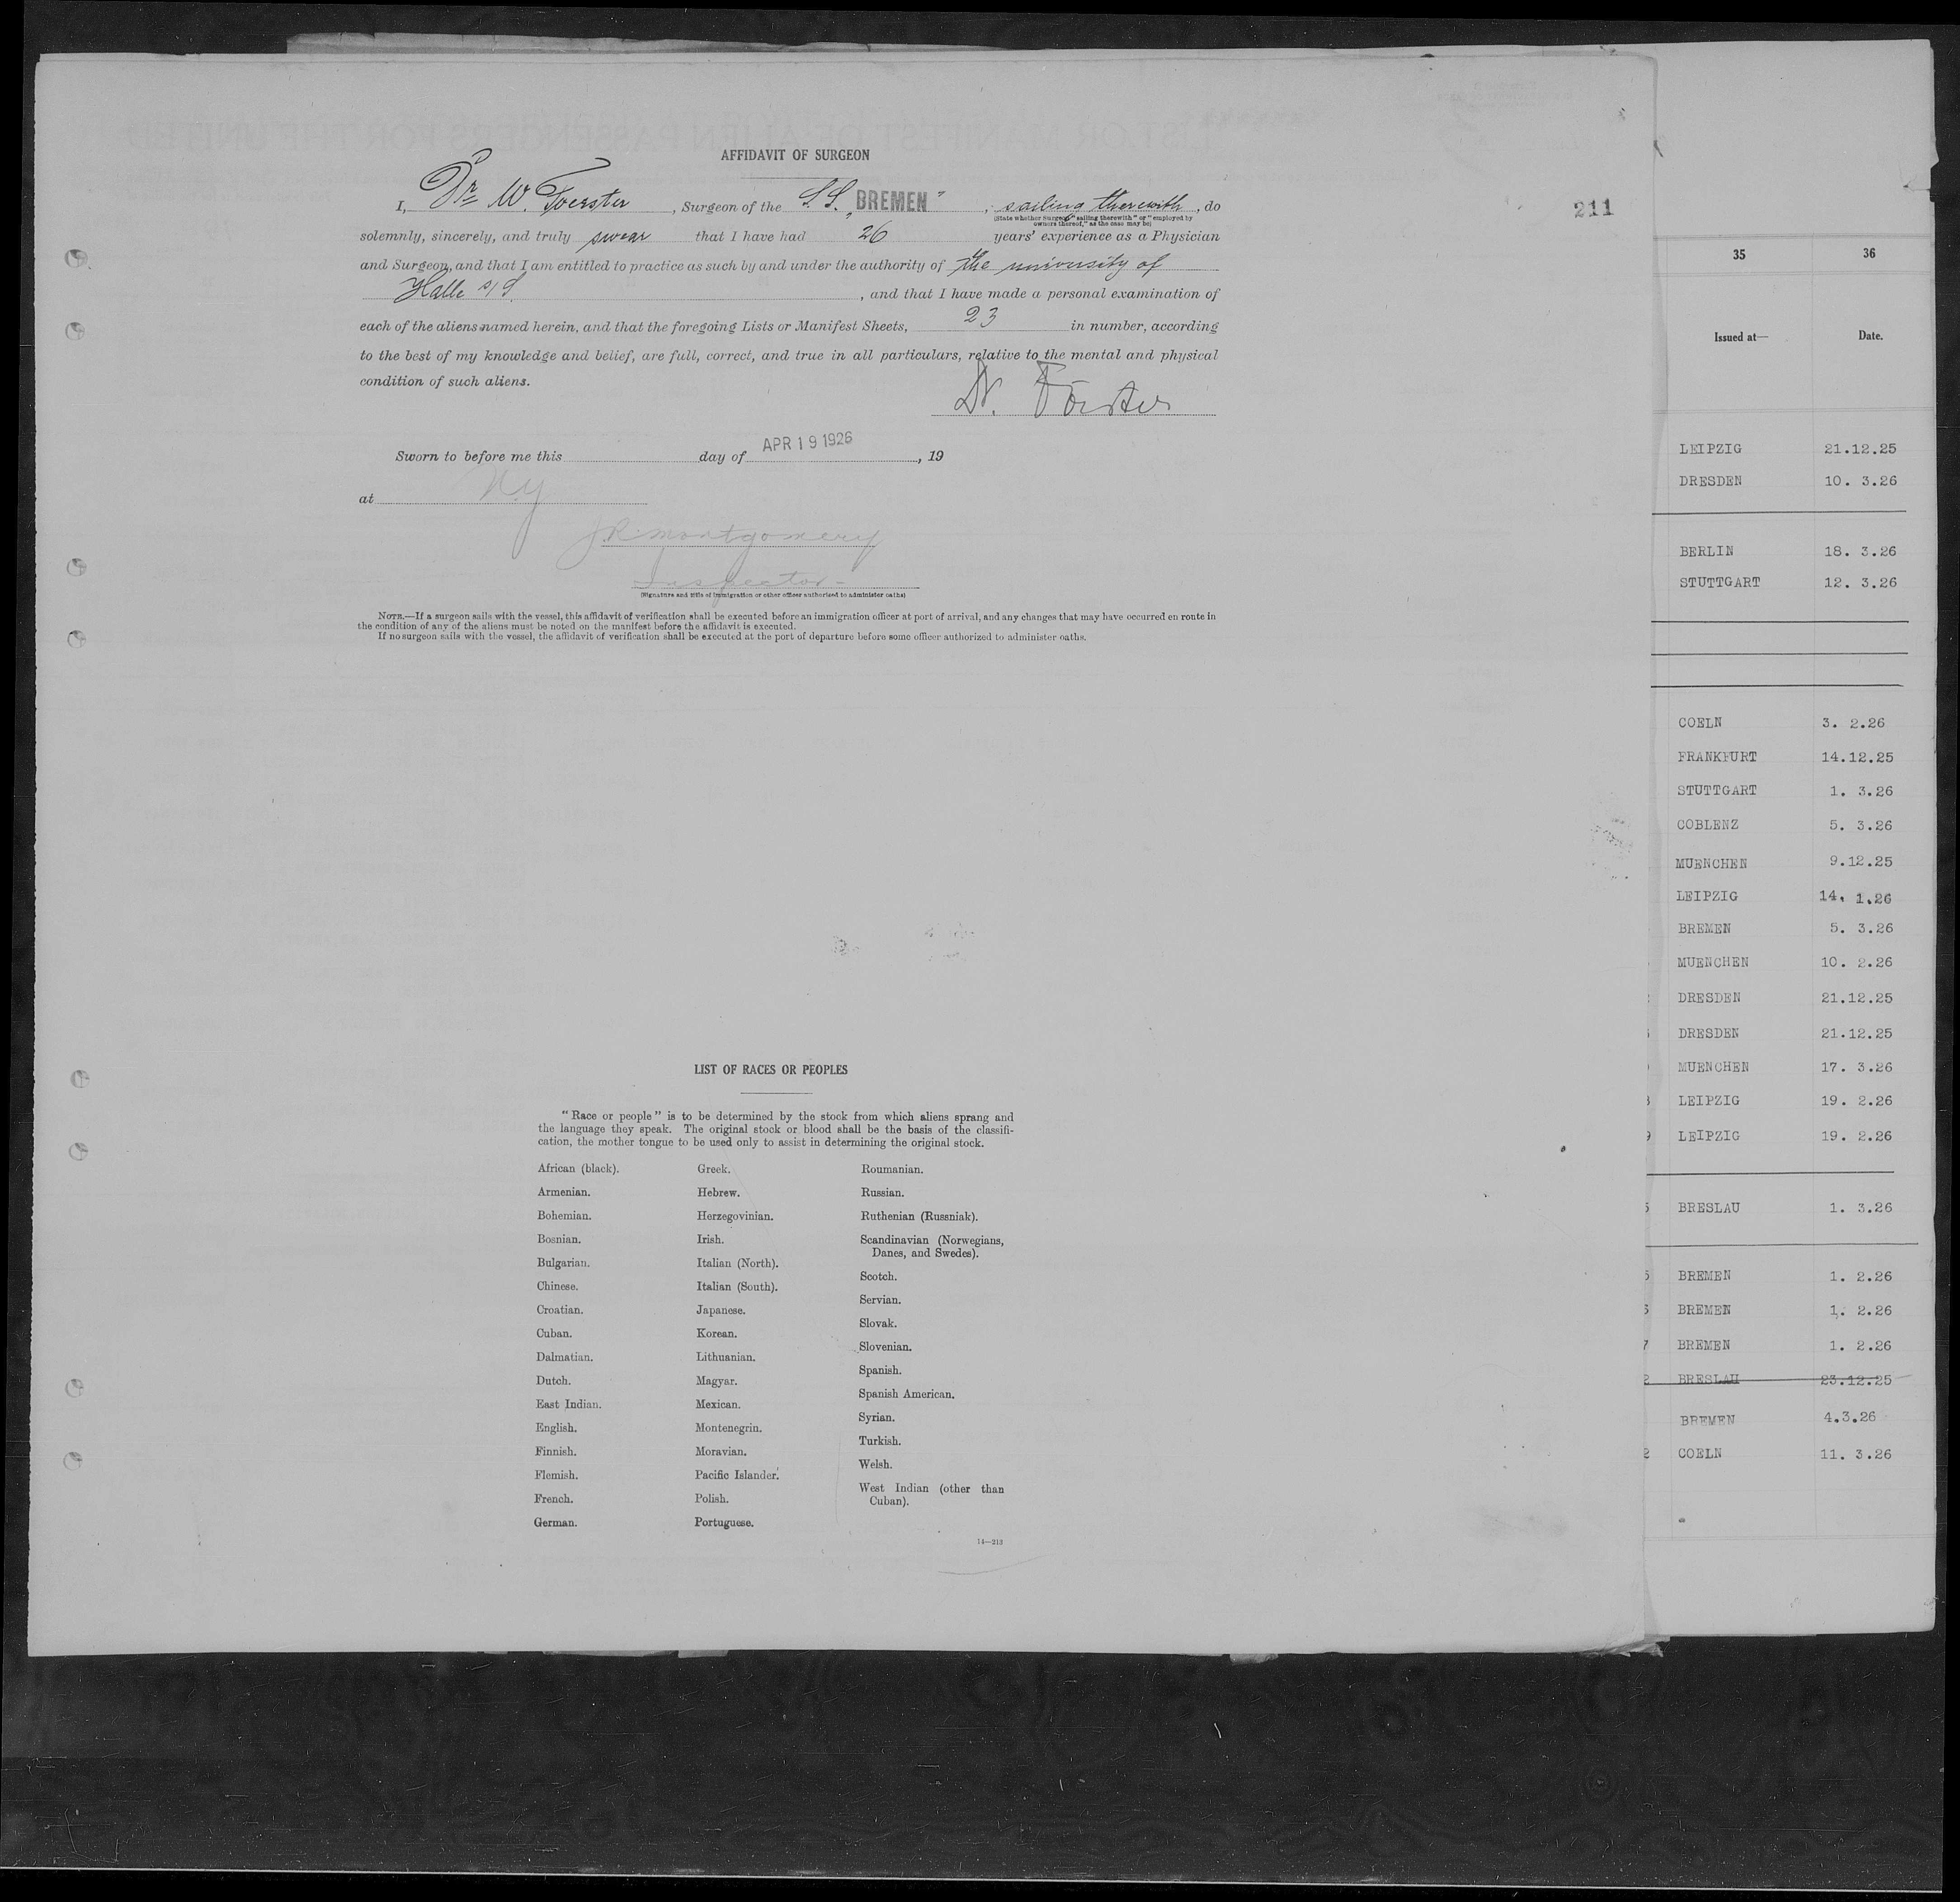 AFFIDAVIT OF SURGEON
I, Dr W. Foerster, Surgeon of the S.S. „BREMEN", sailing therewith, do
(State whether Surgeon "sailing therewith" or "employed by
owners thereof," as the case may be)
solemnly, sincerely, and truly swear that I have had 26 years' experience as a Physician
and Surgeon, and that I am entitled to practice as such by and under the authority of the university of
Halle a/S., and that I have made a personal examination of
each of the aliens named herein, and that the foregoing Lists or Manifest Sheets, 23 in number, according
to the best of my knowledge and belief, are full, correct, and true in all particulars, relative to the mental and physical
condition of such aliens.
Dr. Förster
Sworn to before me this day of APR 19 1926, 19
at N.Y
J.R. Montgomery
Inspector-
(Signature and title of immigration or other officer authorized to administer oaths)
NOTE.—If a surgeon sails with the vessel, this affidavit of verification shall be executed before an immigration officer at port of arrival, and any changes that may have occurred en route in
the condition of any of the aliens must be noted on the manifest before the affidavit is executed.
If no surgeon sails with the vessel, the affidavit of verification shall be executed at the port of departure before some officer authorized to administer oaths.
LIST OF RACES OR PEOPLES
"Race or people" is to be determined by the stock from which aliens sprang and
the language they speak. The original stock or blood shall be the basis of the classifi-
cation, the mother tongue to be used only to assist in determining the original stock.
African (black).
Armenian.
Bohemian.
Bosnian.
Bulgarian.
Chinese.
Croatian.
Cuban.
Dalmatian.
Dutch.
East Indian.
English.
Finnish.
Flemish.
French.
German.
Greek.
Hebrew.
Herzegovinian.
Irish.
Italian (North).
Italian (South).
Japanese.
Korean.
Lithuanian.
Magyar.
Mexican.
Montenegrin.
Moravian.
Pacific Islander.
Polish.
Portuguese.
Roumanian.
Russian.
Ruthenian (Russniak).
Scandinavian (Norwegians,
Danes, and Swedes).
Scotch.
Servian.
Slovak.
Slovenian.
Spanish.
Spanish American.
Syrian.
Turkish.
Welsh.
West Indian (other than
Cuban).
14—213
211
35 36
Issued at— Date.
LEIPZIG 21.12.25
DRESDEN 10. 3.26
BERLIN 18. 3.26
STUTTGART 12. 3.26
COELN 3. 2.26
FRANKFURT 14.12.25
STUTTGART 1. 3.26
COBLENZ 5. 3.26
MUENCHEN 9.12.25
LEIPZIG 14. 1.26
BREMEN 5. 3.26
MUENCHEN 10. 2.26
DRESDEN 21.12.25
DRESDEN 21.12.25
MUENCHEN 17. 3.26
LEIPZIG 19. 2.26
LEIPZIG 19. 2.26
BRESLAU 1. 3.26
BREMEN 1. 2.26
BREMEN 1. 2.26
BREMEN 1. 2.26
BRESLAU 23.12.25
BREMEN 4.3.26
COELN 11. 3.26